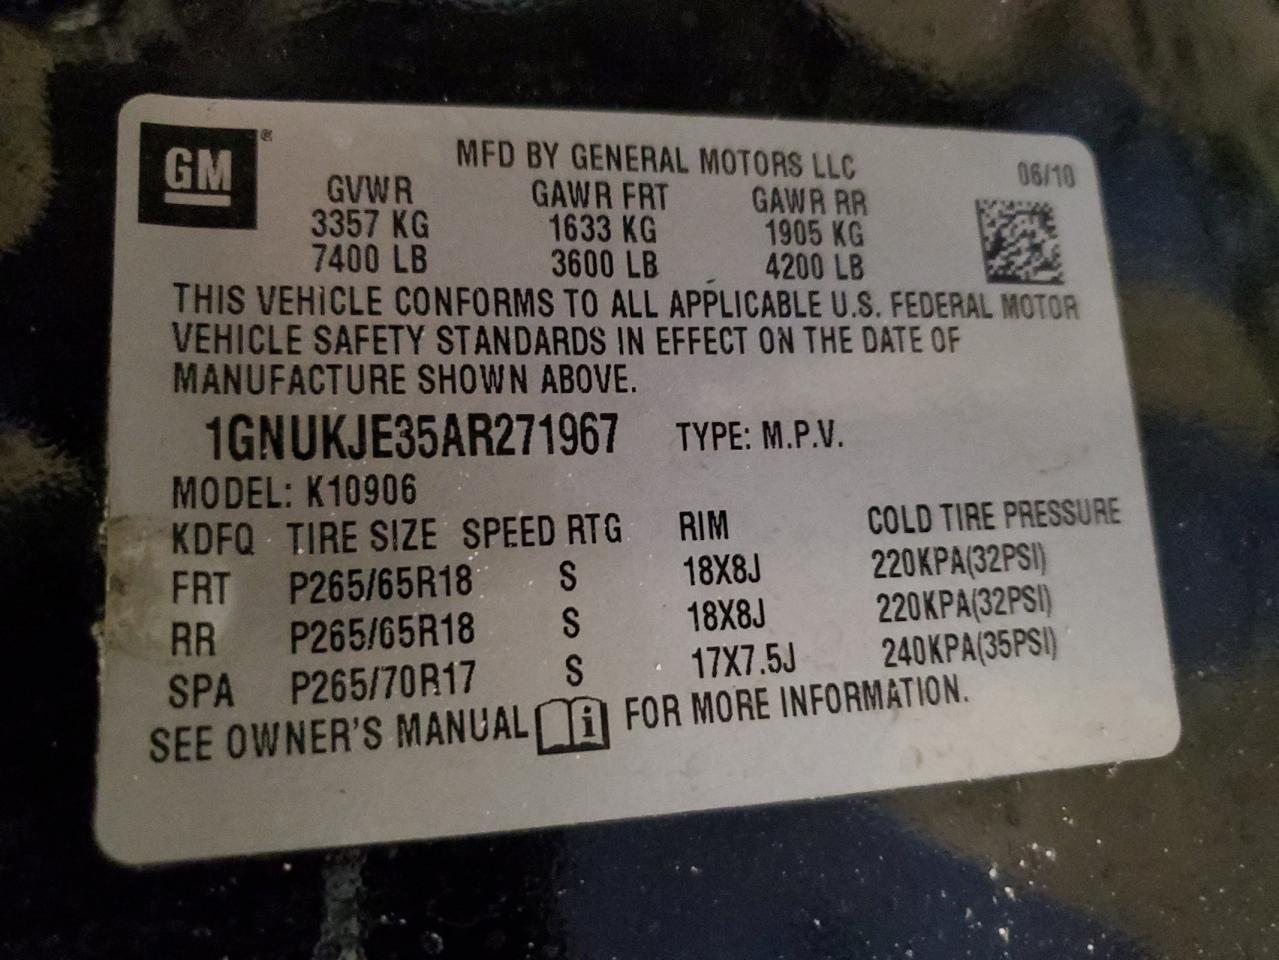 GM®
MFD BY GENERAL MOTORS LLC 06/10
GVWR GAWR FRT GAWR RR
3357 KG 1633 KG 1905 KG
7400 LB 3600 LB 4200 LB
THIS VEHICLE CONFORMS TO ALL APPLICABLE U.S. FEDERAL MOTOR
VEHICLE SAFETY STANDARDS IN EFFECT ON THE DATE OF
MANUFACTURE SHOWN ABOVE.
1GNUKJE35AR271967 TYPE: M.P.V.
MODEL: K10906
KDFQ TIRE SIZE SPEED RTG RIM COLD TIRE PRESSURE
FRT P265/65R18 S 18X8J 220KPA(32PSI)
RR P265/65R18 S 18X8J 220KPA(32PSI)
SPA P265/70R17 S 17X7.5J 240KPA(35PSI)
SEE OWNER'S MANUAL i FOR MORE INFORMATION.